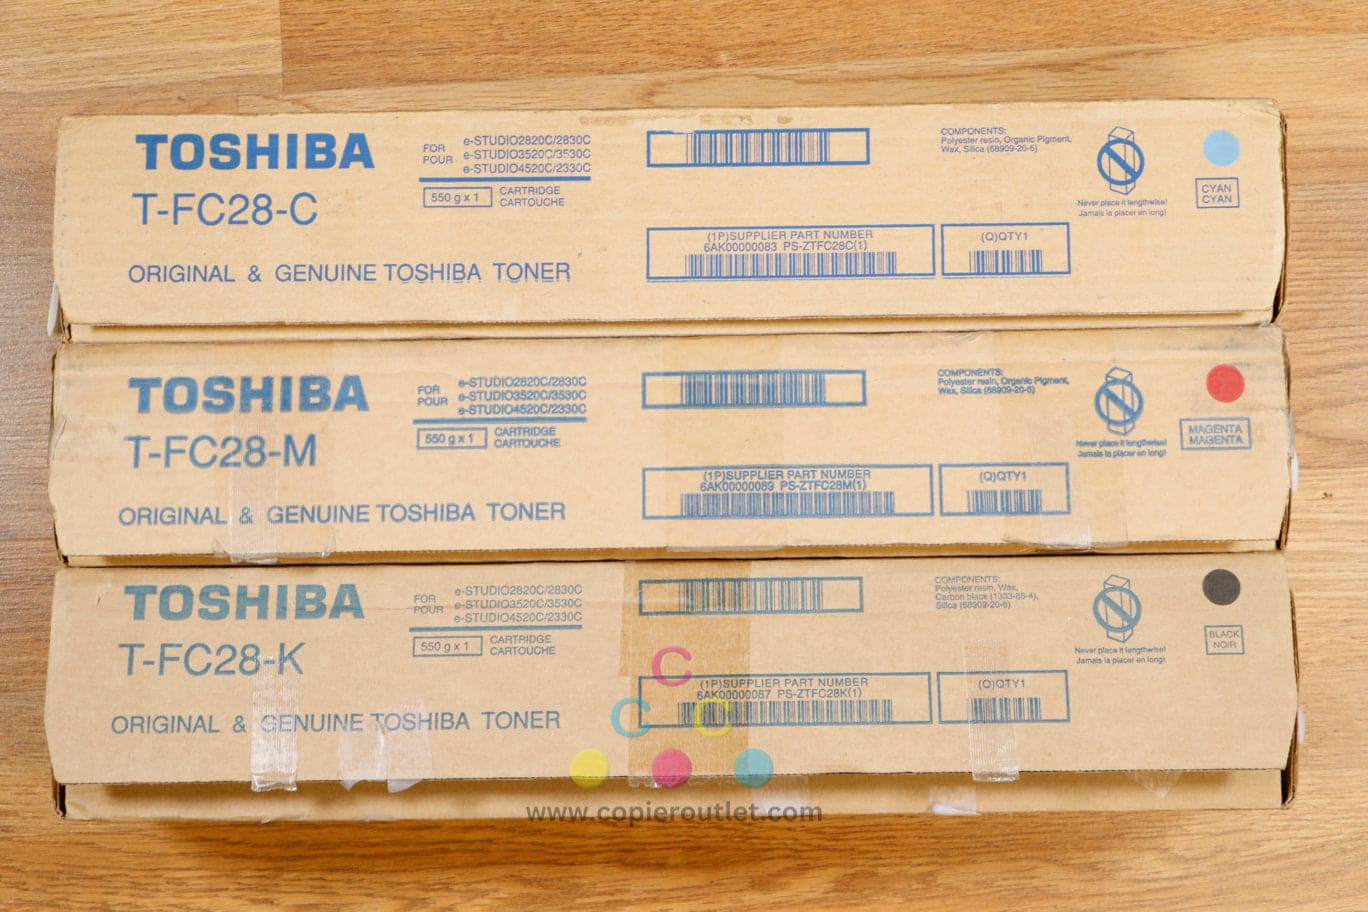 TOSHIBA
T-FC28-C
ORIGINAL & GENUINE TOSHIBA TONER
FOR
POUR
e-STUDIO2820C/2830C
e-STUDIO3520C/3530C
e-STUDIO4520C/2330C
550 g x 1
CARTRIDGE
CARTOUCHE
(1P)SUPPLIER PART NUMBER
6AK00000083 PS-ZTFC28C(1)
(Q)QTY1
COMPONENTS:
Polyester resin, Organic Pigment,
Wax, Silica (68909-20-6)
Never place it lengthwise!
Jamais la placer en long!
CYAN
CYAN
TOSHIBA
T-FC28-M
ORIGINAL & GENUINE TOSHIBA TONER
FOR
POUR
e-STUDIO2820C/2830C
e-STUDIO3520C/3530C
e-STUDIO4520C/2330C
550 g x 1
CARTRIDGE
CARTOUCHE
(1P)SUPPLIER PART NUMBER
6AK00000089 PS-ZTFC28M(1)
(Q)QTY1
COMPONENTS:
Polyester resin, Organic Pigment,
Wax, Silica (68909-20-6)
Never place it lengthwise!
Jamais la placer en long!
MAGENTA
MAGENTA
TOSHIBA
T-FC28-K
ORIGINAL & GENUINE TOSHIBA TONER
FOR
POUR
e-STUDIO2820C/2830C
e-STUDIO3520C/3530C
e-STUDIO4520C/2330C
550 g x 1
CARTRIDGE
CARTOUCHE
(1P)SUPPLIER PART NUMBER
6AK00000087 PS-ZTFC28K(1)
(Q)QTY1
COMPONENTS:
Polyester resin, Wax,
Carbon black (1333-86-4),
Silica (68909-20-6)
Never place it lengthwise!
Jamais la placer en long!
BLACK
NOIR
C
C C
www.copieroutlet.com